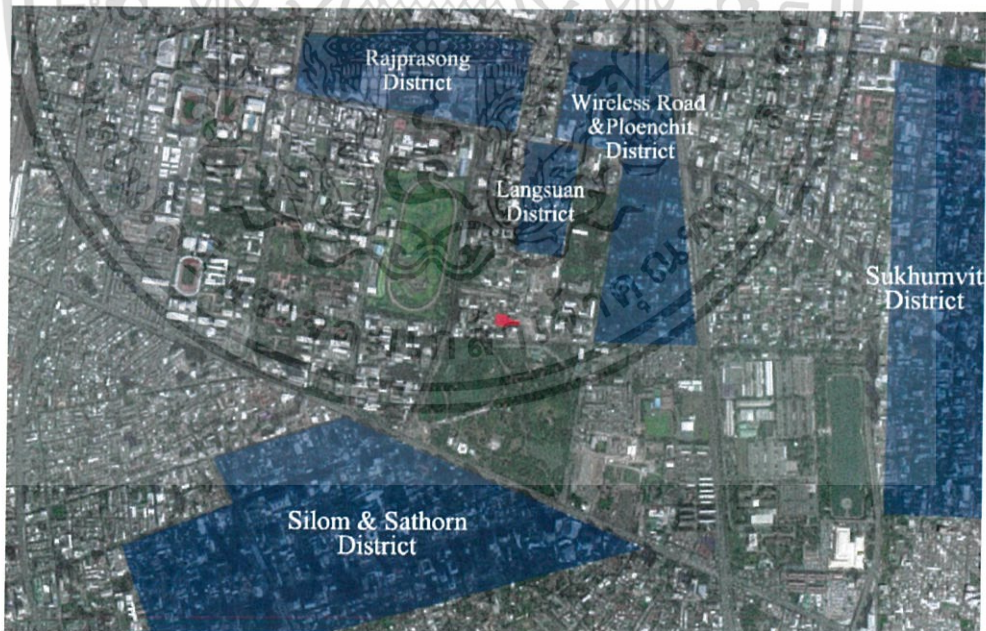 Rajprasong
District
Wireless Road
&Ploenchit
District
Langsuan
District
Sukhumvit
District
Silom & Sathorn
District